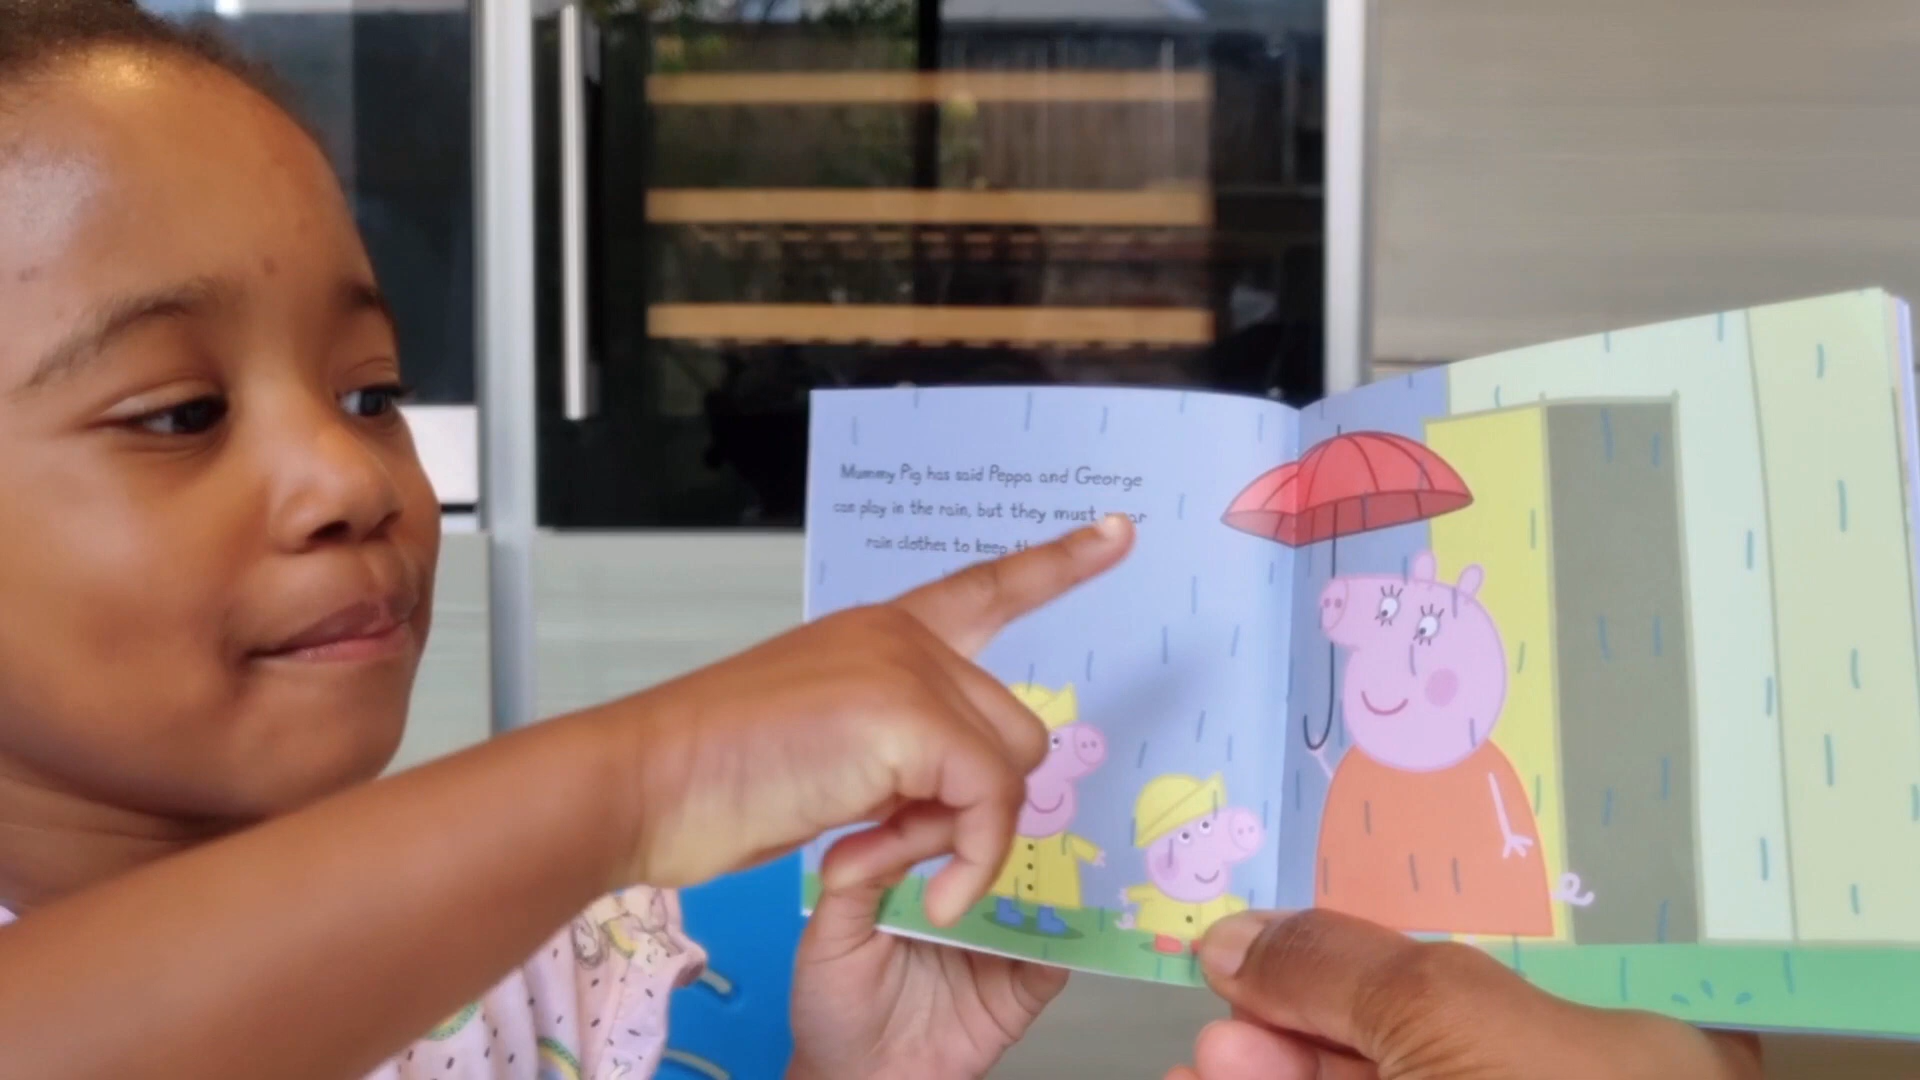 Mummy Pig has said Peppa and George
can play in the rain, but they must wear
rain clothes to keep